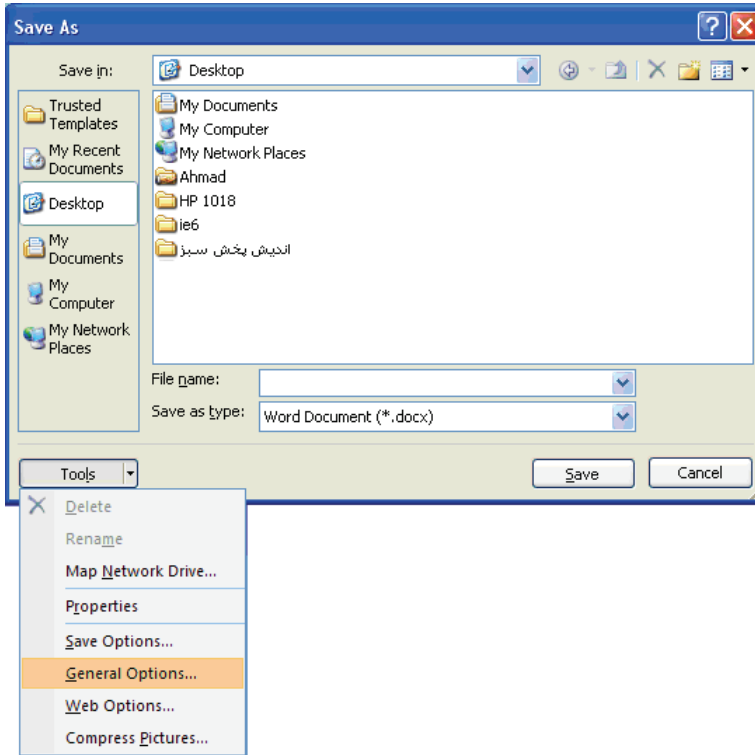 Save As
Save in:
Desktop
Trusted
Templates
My Recent
Documents
Desktop
My
Documents
My
Computer
My Network
Places
My Documents
My Computer
My Network Places
Ahmad
HP 1018
ie6
اندیش پخش سبز
File name:
Save as type:
Word Document (*.docx)
Tools
Save
Cancel
Delete
Rename
Map Network Drive...
Properties
Save Options...
General Options...
Web Options...
Compress Pictures...